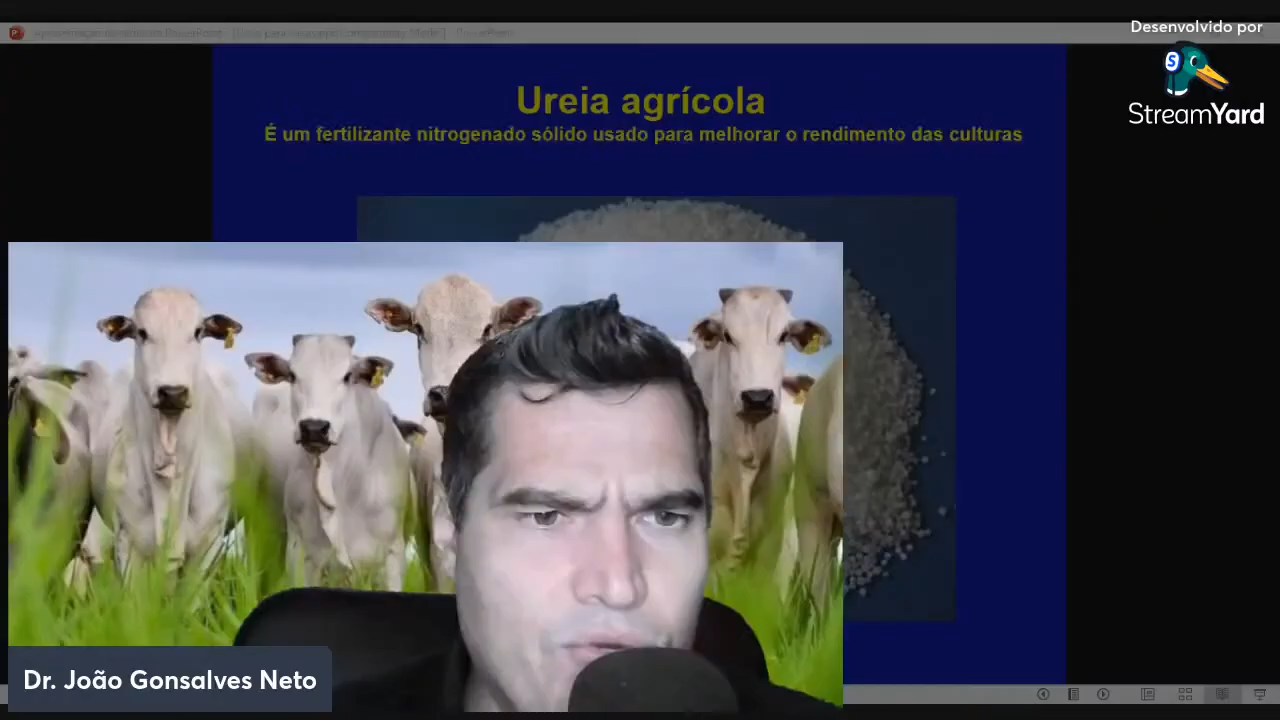 Desenvolvido por
StreamYard
Ureia agrícola
É um fertilizante nitrogenado sólido usado para melhorar o rendimento das culturas
Dr. João Gonsalves Neto